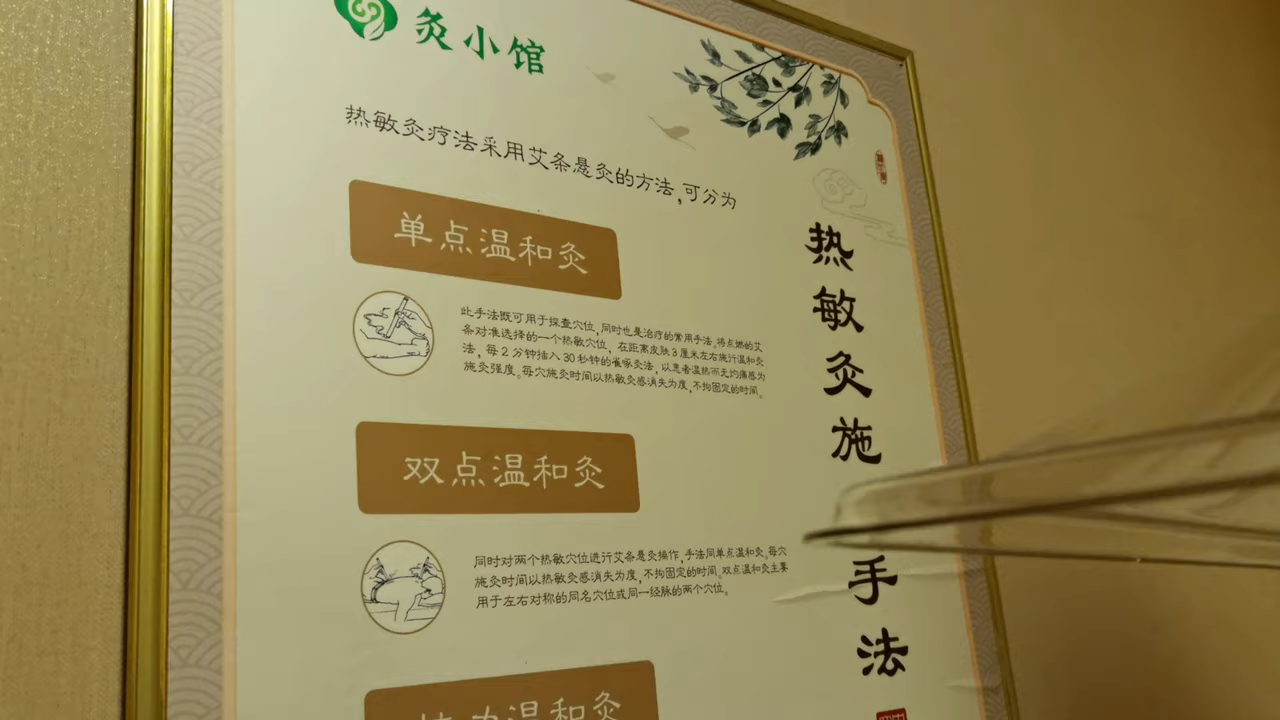 灸小馆
热敏灸疗法采用艾条悬灸的方法,可分为
单点温和灸
此手法既可用于探查穴位,同时也是治疗的常用手法。将点燃的艾
条对准选择的一个热敏穴位,在距离皮肤3厘米左右施行温和灸
法,每2分钟插入30秒钟的雀啄灸法,以患者温热而无灼痛感为
施灸强度。每穴施灸时间以热敏灸感消失为度,不拘固定的时间。
双点温和灸
同时对两个热敏穴位进行艾条悬灸操作,手法同单点温和灸。每穴
施灸时间以热敏灸感消失为度,不拘固定的时间。双点温和灸主要
用于左右对称的同名穴位或同一经脉的两个穴位。
温和灸
热敏灸施手法